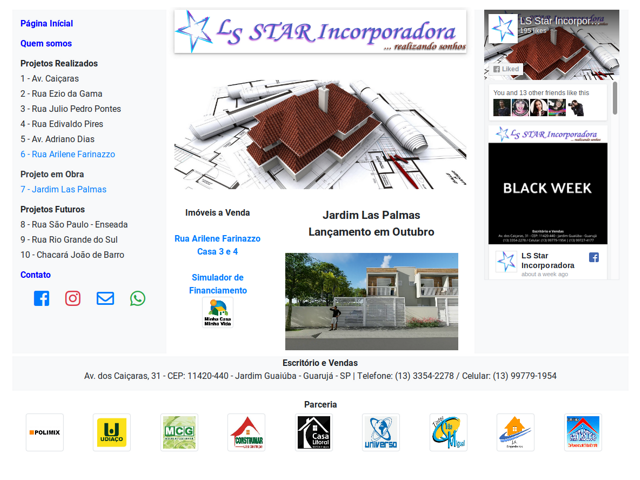 Página Inícial
Quem somos
Projetos Realizados
1 - Av. Caiçaras
2 - Rua Ezio da Gama
3 - Rua Julio Pedro Pontes
4 - Rua Edivaldo Pires
5 - Av. Adriano Dias
6 - Rua Arilene Farinazzo
Projeto em Obra
7 - Jardim Las Palmas
Projetos Futuros
8 - Rua São Paulo - Enseada
9 - Rua Rio Grande do Sul
10 - Chacará João de Barro
Contato
LS STAR Incorporadora
... realizando sonhos
Imóveis a Venda
Rua Arilene Farinazzo
Casa 3 e 4
Simulador de
Financiamento
Minha Casa
Minha Vida
Jardim Las Palmas
Lançamento em Outubro
LS Star Incorpor...
195 likes
Liked
You and 13 other friends like this
LS STAR Incorporadora
... realizando sonhos
BLACK WEEK
Escritório e Vendas
LS Star
Incorporadora
about a week ago
Escritório e Vendas
Av. dos Caiçaras, 31 - CEP: 11420-440 - Jardim Guaiúba - Guarujá - SP | Telefone: (13) 3354-2278 / Celular: (13) 99779-1954
Parceria
POLIMIX
UDIAÇO
MCG
CONSTRUMAR
Casa
Litoral
universo